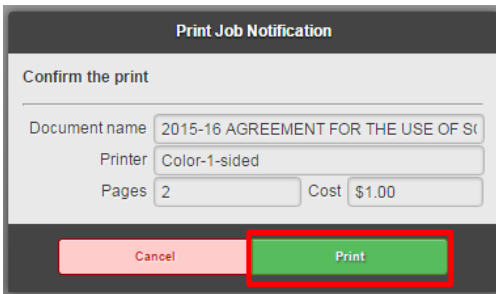 Print Job Notification
Confirm the print
Document name 2015-16 AGREEMENT FOR THE USE OF
Printer Color-1-sided
Pages 2 Cost $1.00
Cancel Print